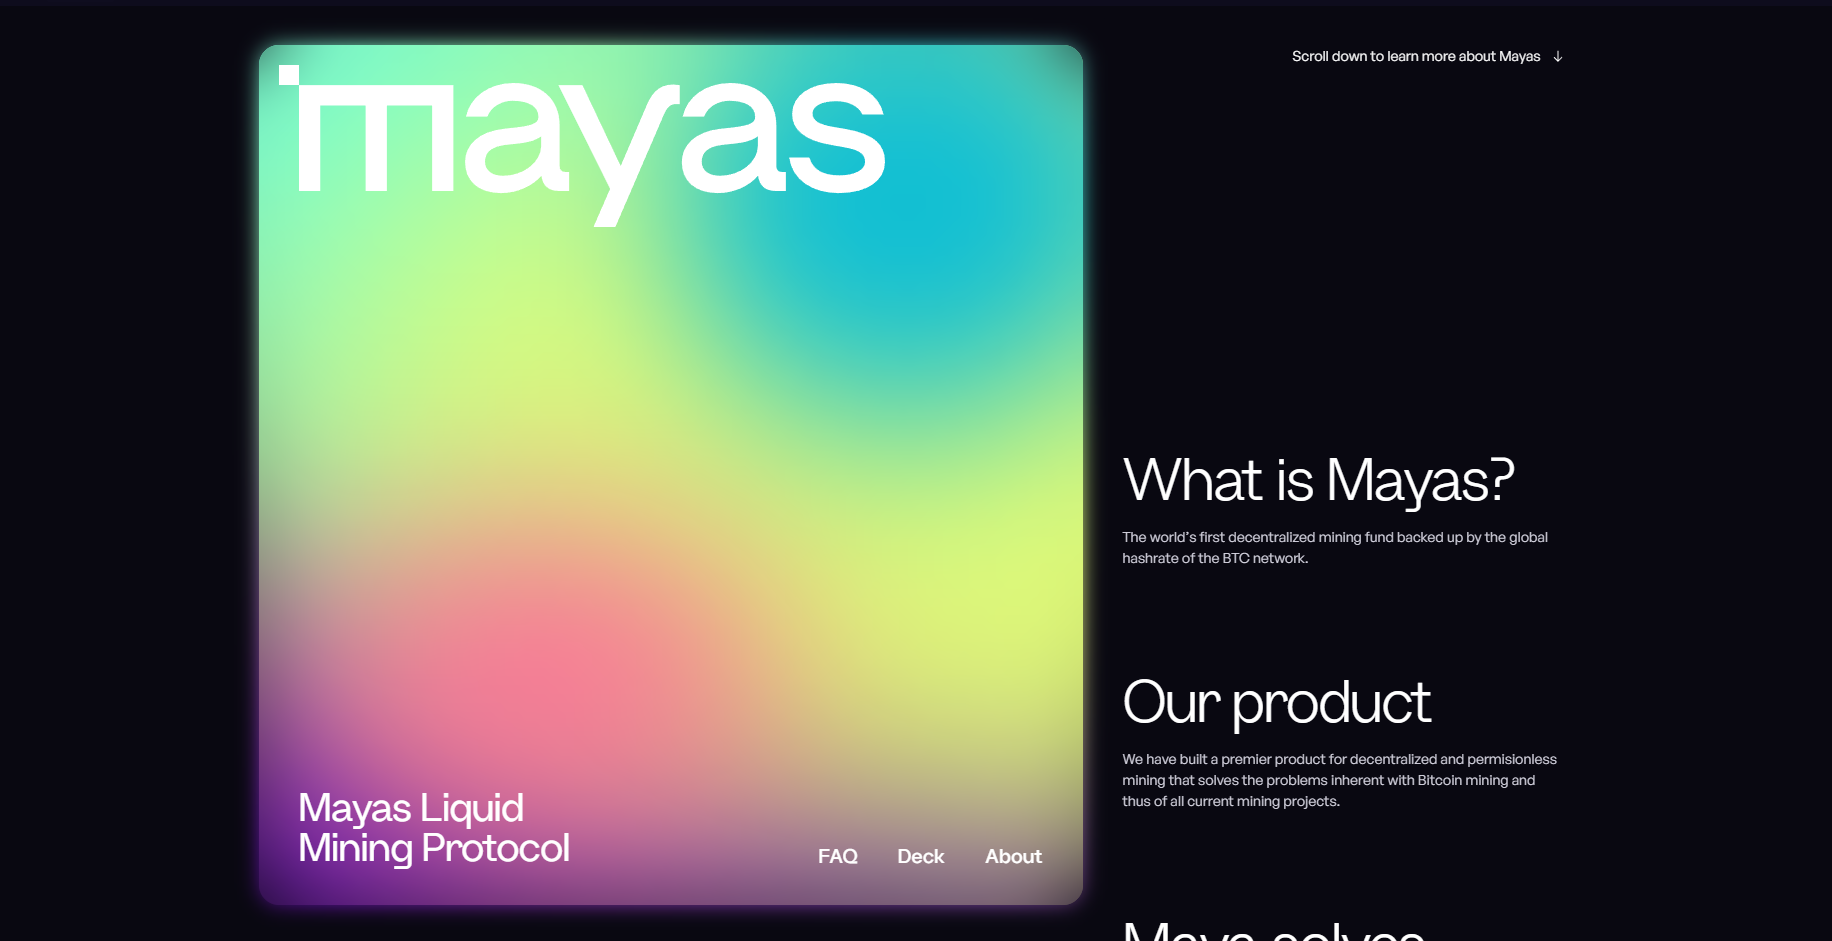 mayas
Scroll down to learn more about Mayas ↓
What is Mayas?
The world’s first decentralized mining fund backed up by the global
hashrate of the BTC network.
Our product
We have built a premier product for decentralized and permisionless
mining that solves the problems inherent with Bitcoin mining and
thus of all current mining projects.
Mayas Liquid
Mining Protocol
FAQ Deck About
Maya solves